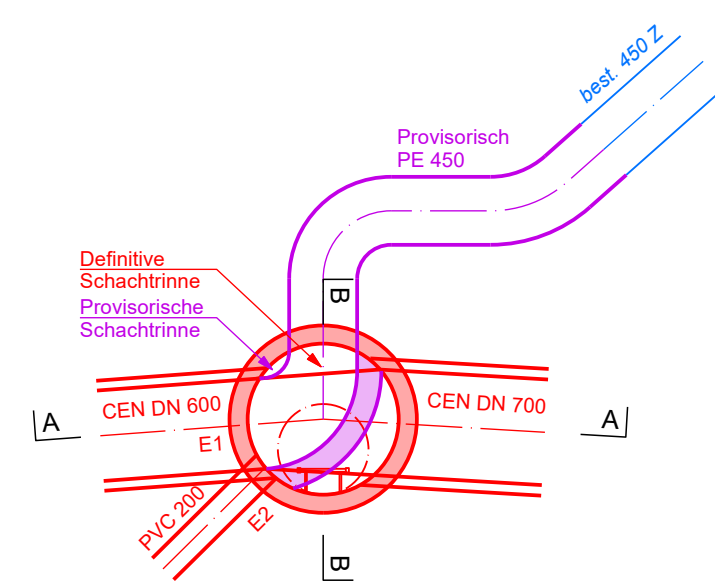 best. 450 Z
Provisorisch
PE 450
Definitive
Schachtrinne
Provisorische
Schachtrinne
B
A
CEN DN 600
CEN DN 700
A
E1
PVC 200
E2
B